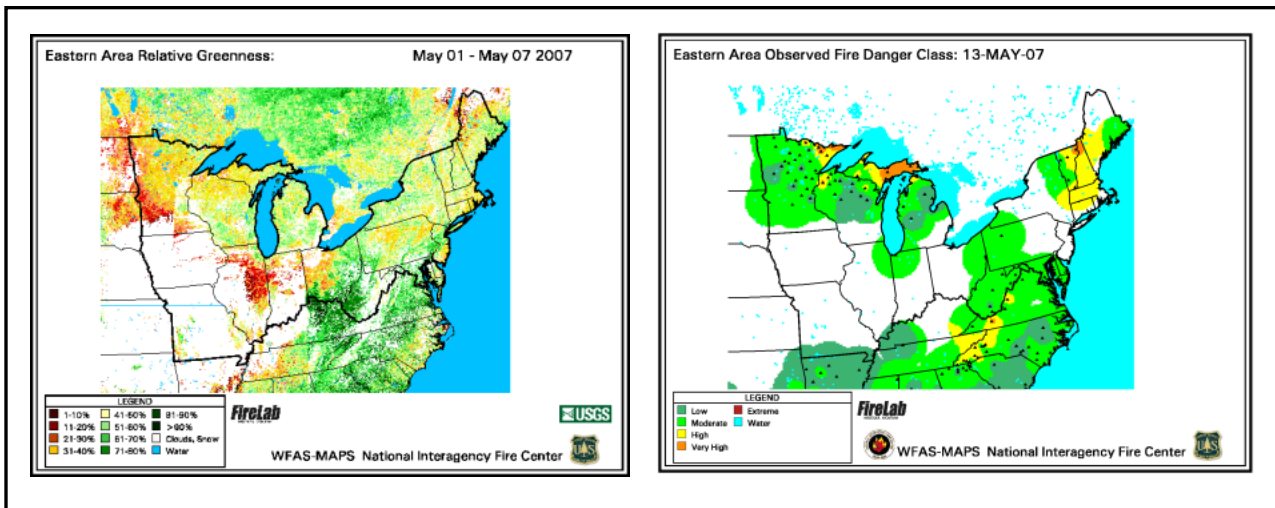 Eastern Area Relative Greenness: May 01 - May 07 2007
LEGEND
1-10% 41-50% 81-90%
11-20% 51-60% >90%
21-30% 61-70% Clouds, Snow
31-40% 71-80% Water
FireLab
USGS
WFAS-MAPS National Interagency Fire Center
Eastern Area Observed Fire Danger Class: 13-MAY-07
LEGEND
Low Extreme
Moderate Water
High
Very High
FireLab
WFAS-MAPS National Interagency Fire Center